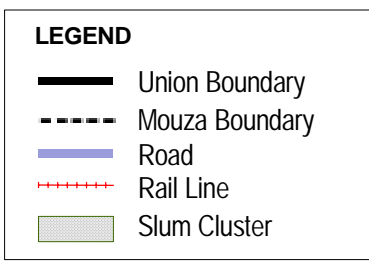 LEGEND
Union Boundary
Mouza Boundary
Road
Rail Line
Slum Cluster